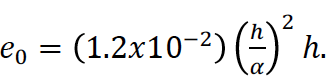 e₀ = (1.2x10⁻²) (h/α)² h.